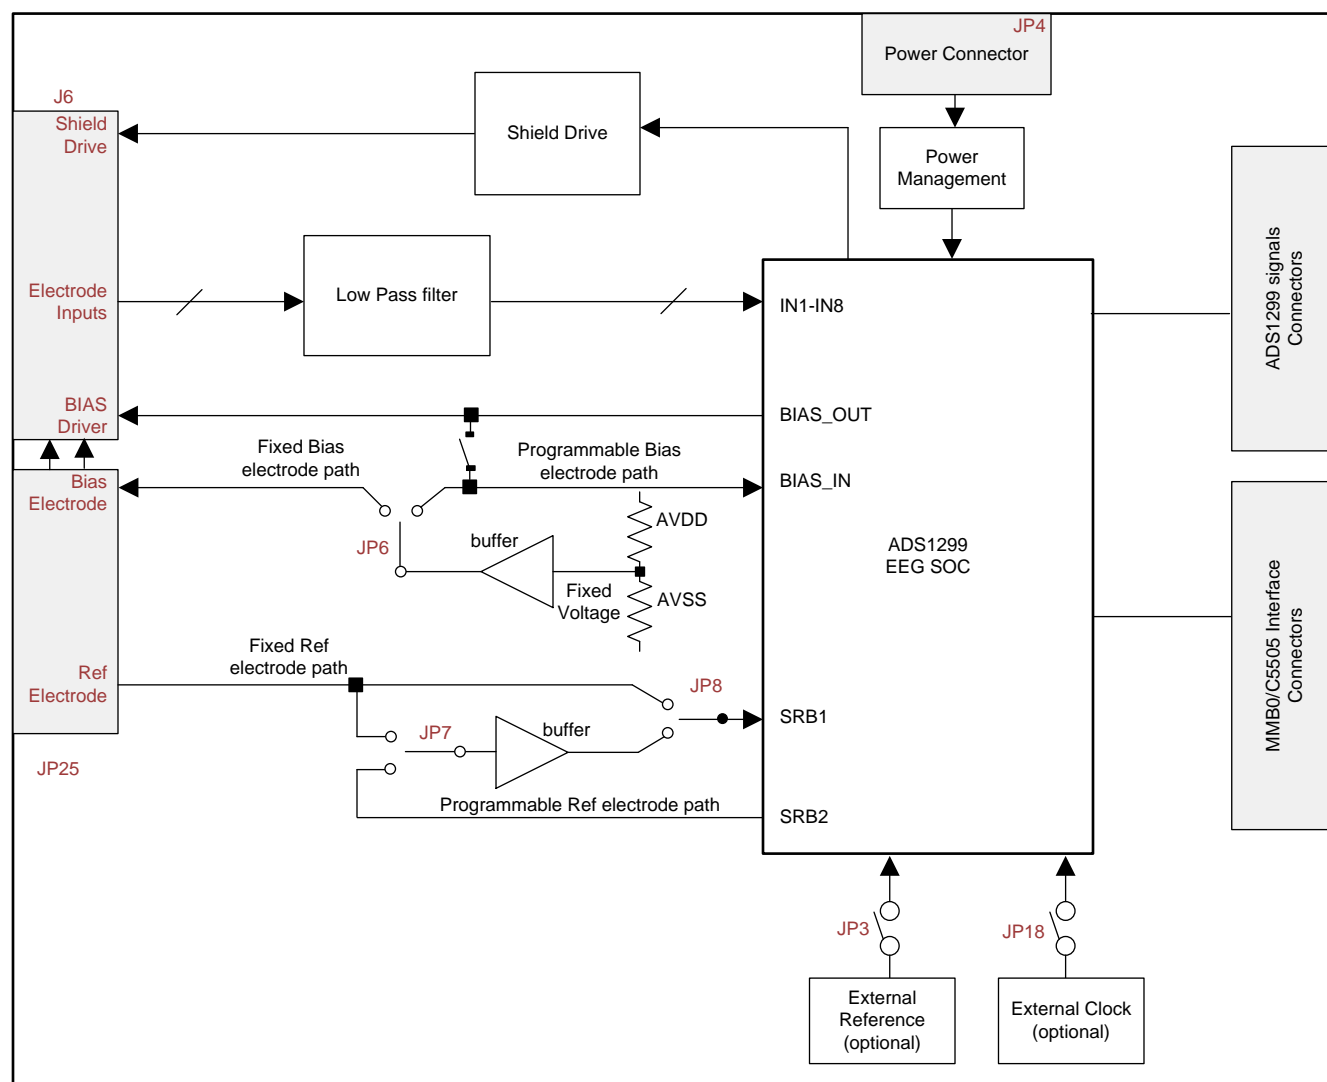 JP4
Power Connector
J6
Shield
Drive
Shield Drive
Power
Management
ADS1299 signals
Connectors
Electrode
Inputs
Low Pass filter
IN1-IN8
BIAS
Driver
BIAS_OUT
Fixed Bias
electrode path
Programmable Bias
electrode path
Bias
Electrode
BIAS_IN
AVDD
JP6
buffer
ADS1299
EEG SOC
Fixed
Voltage
AVSS
MMB0/C5505 Interface
Connectors
Fixed Ref
electrode path
Ref
Electrode
JP8
SRB1
JP7
buffer
JP25
Programmable Ref electrode path
SRB2
JP3
JP18
External
Reference
(optional)
External Clock
(optional)